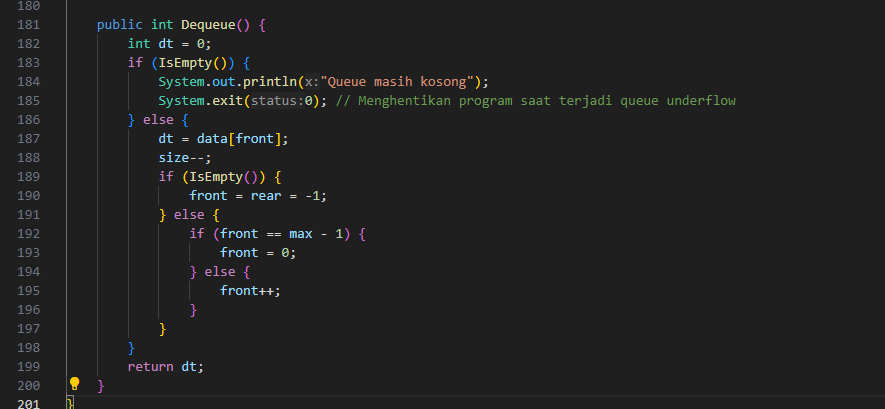 180
181 public int Dequeue() {
182 int dt = 0;
183 if (IsEmpty()) {
184 System.out.println(x:"Queue masih kosong");
185 System.exit(status:0); // Menghentikan program saat terjadi queue underflow
186 } else {
187 dt = data[front];
188 size--;
189 if (IsEmpty()) {
190 front = rear = -1;
191 } else {
192 if (front == max - 1) {
193 front = 0;
194 } else {
195 front++;
196 }
197 }
198 }
199 return dt;
200 }
201 }